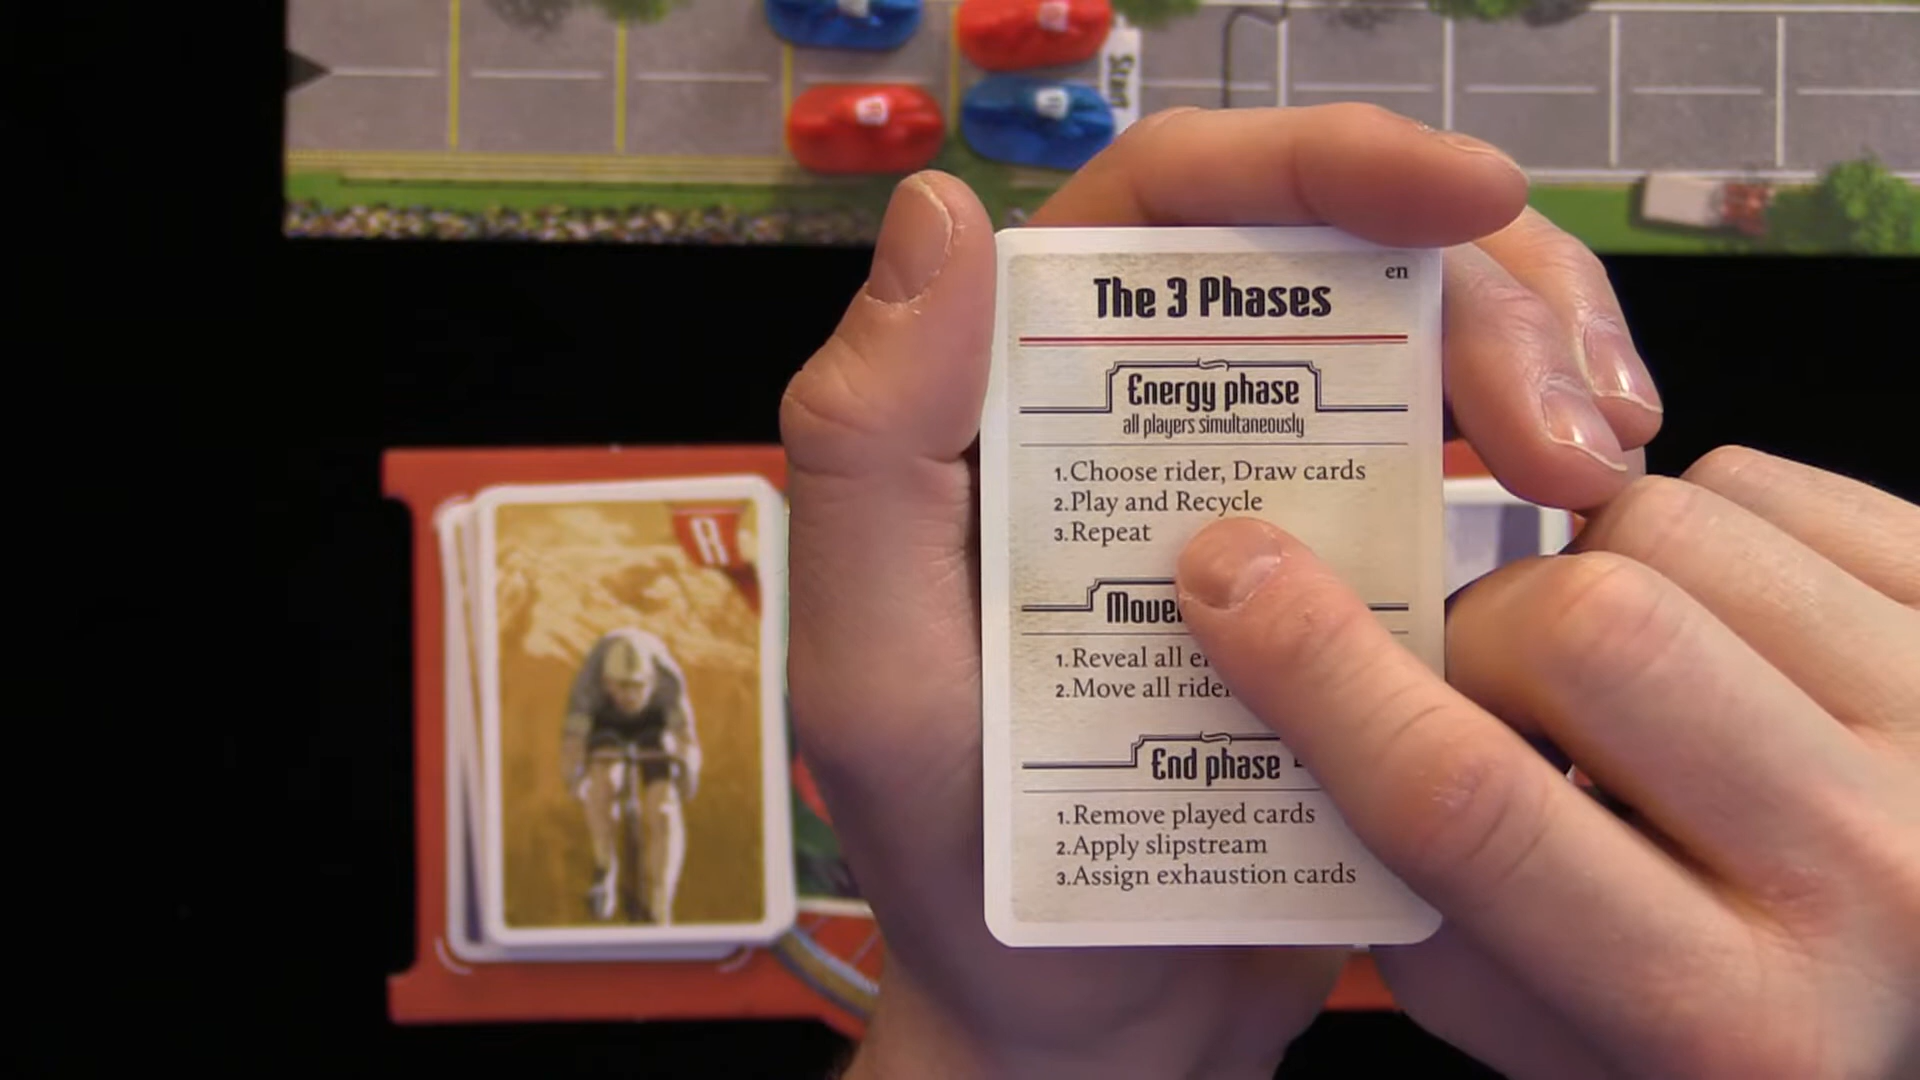 Start
en
The 3 Phases
Energy phase
all players simultaneously
1.Choose rider, Draw cards
2.Play and Recycle
3.Repeat
1.Reveal all
2.Move all
End phase
1.Remove played cards
2.Apply slipstream
3.Assign exhaustion cards
R